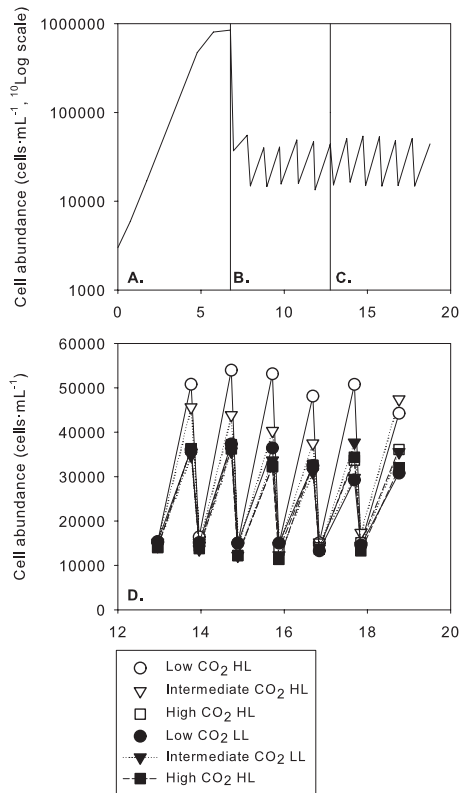 Cell abundance (cells·mL-1, 10Log scale)
1000000
100000
10000
1000
A.
B.
C.
0
5
10
15
20
Cell abundance (cells·mL-1)
60000
50000
40000
30000
20000
10000
0
D.
12
14
16
18
20
Low CO2 HL
Intermediate CO2 HL
High CO2 HL
Low CO2 LL
Intermediate CO2 LL
High CO2 HL